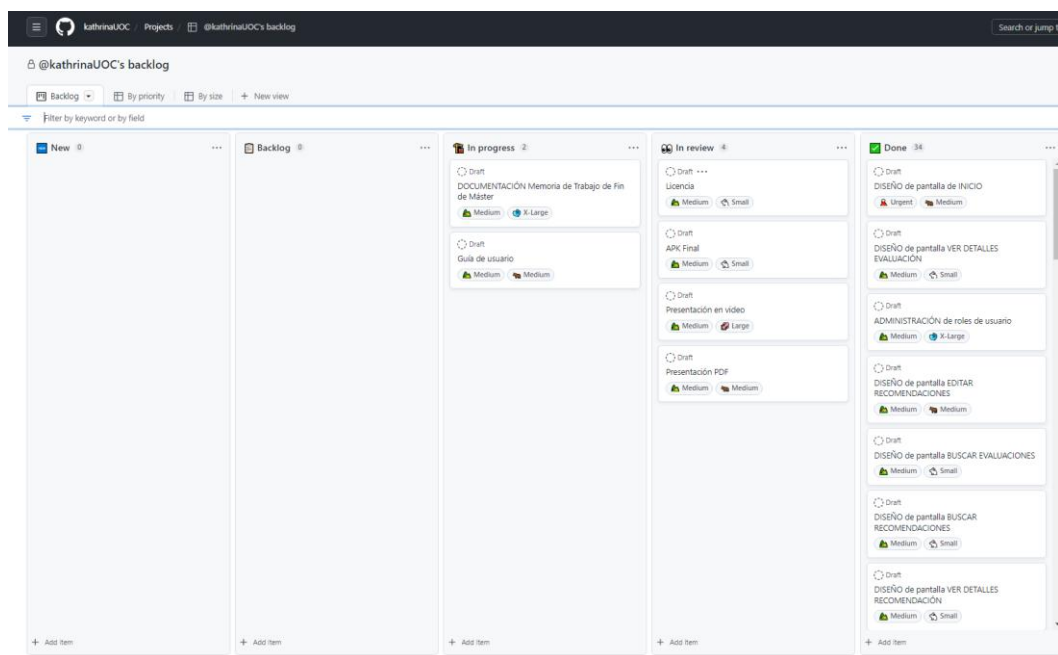 kathrinaUOC / Projects / @kathrinaUOC's backlog
Search or jump t
@kathrinaUOC's backlog
Backlog
By priority
By size
+ New view
Filter by keyword or by field
New 0
Backlog 0
In progress 2
In review 4
Done 34
Draft
DOCUMENTACIÓN Memoria de Trabajo de Fin
de Máster
Medium X-Large
Draft
Guía de usuario
Medium Medium
Draft
Licencia
Medium Small
Draft
APK Final
Medium Small
Draft
Presentación en video
Medium Large
Draft
Presentación PDF
Medium Medium
Draft
DISEÑO de pantalla de INICIO
Urgent Medium
Draft
DISEÑO de pantalla VER DETALLES
EVALUACIÓN
Medium Small
Draft
ADMINISTRACIÓN de roles de usuario
Medium X-Large
Draft
DISEÑO de pantalla EDITAR
RECOMENDACIONES
Medium Medium
Draft
DISEÑO de pantalla BUSCAR EVALUACIONES
Medium Small
Draft
DISEÑO de pantalla BUSCAR
RECOMENDACIONES
Medium Small
Draft
DISEÑO de pantalla VER DETALLES
RECOMENDACIÓN
Medium Small
+ Add Item
+ Add Item
+ Add Item
+ Add Item
+ Add Item